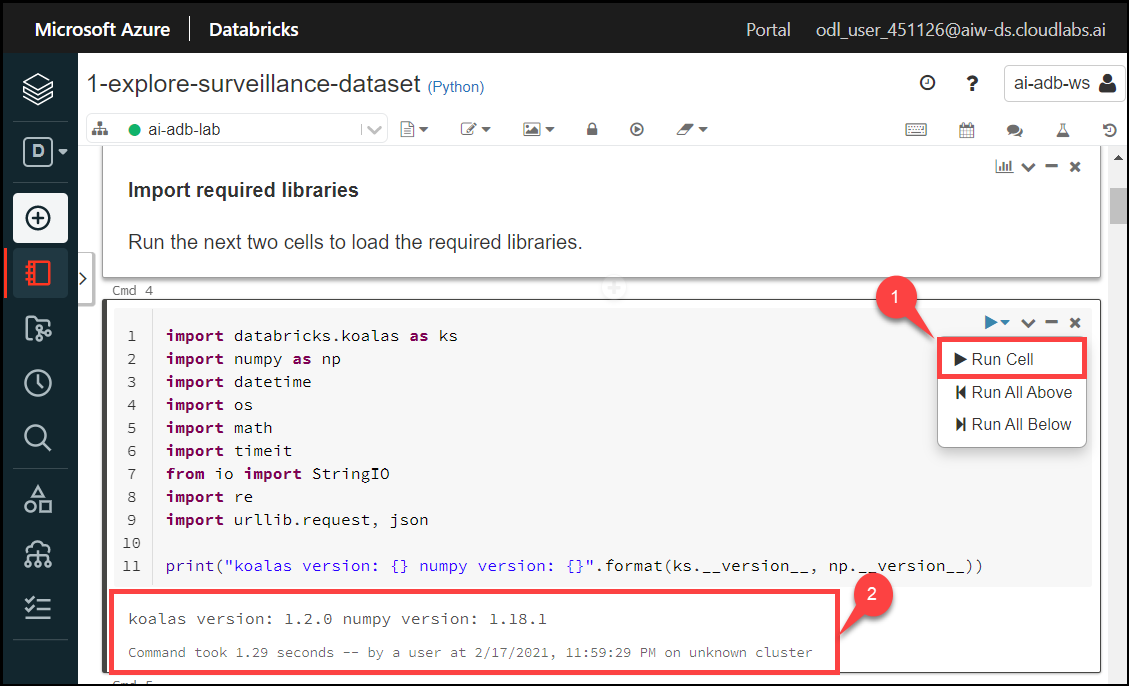 Microsoft Azure Databricks Portal odl_user_451126@aiw-ds.cloudlabs.ai
1-explore-surveillance-dataset (Python) ? ai-adb-ws
D
ai-adb-lab
Import required libraries
Run the next two cells to load the required libraries.
Cmd 4
1
Run Cell
Run All Above
Run All Below
1 import databricks.koalas as ks
2 import numpy as np
3 import datetime
4 import os
5 import math
6 import timeit
7 from io import StringIO
8 import re
9 import urllib.request, json
10
11 print("koalas version: {} numpy version: {}".format(ks.__version__, np.__version__))
2
koalas version: 1.2.0 numpy version: 1.18.1
Command took 1.29 seconds -- by a user at 2/17/2021, 11:59:29 PM on unknown cluster